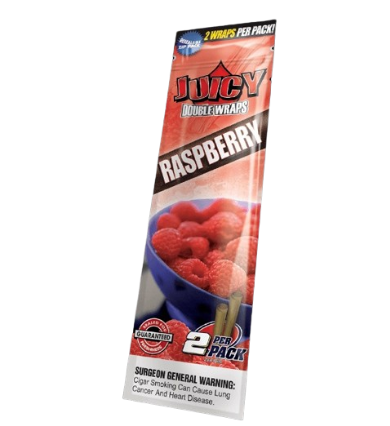 2 WRAPS PER PACK!
JUICY
DOUBLE WRAPS
RASPBERRY
GUARANTEED
2 PER
PACK
SURGEON GENERAL WARNING:
Cigar Smoking Can Cause Lung
Cancer And Heart Disease.